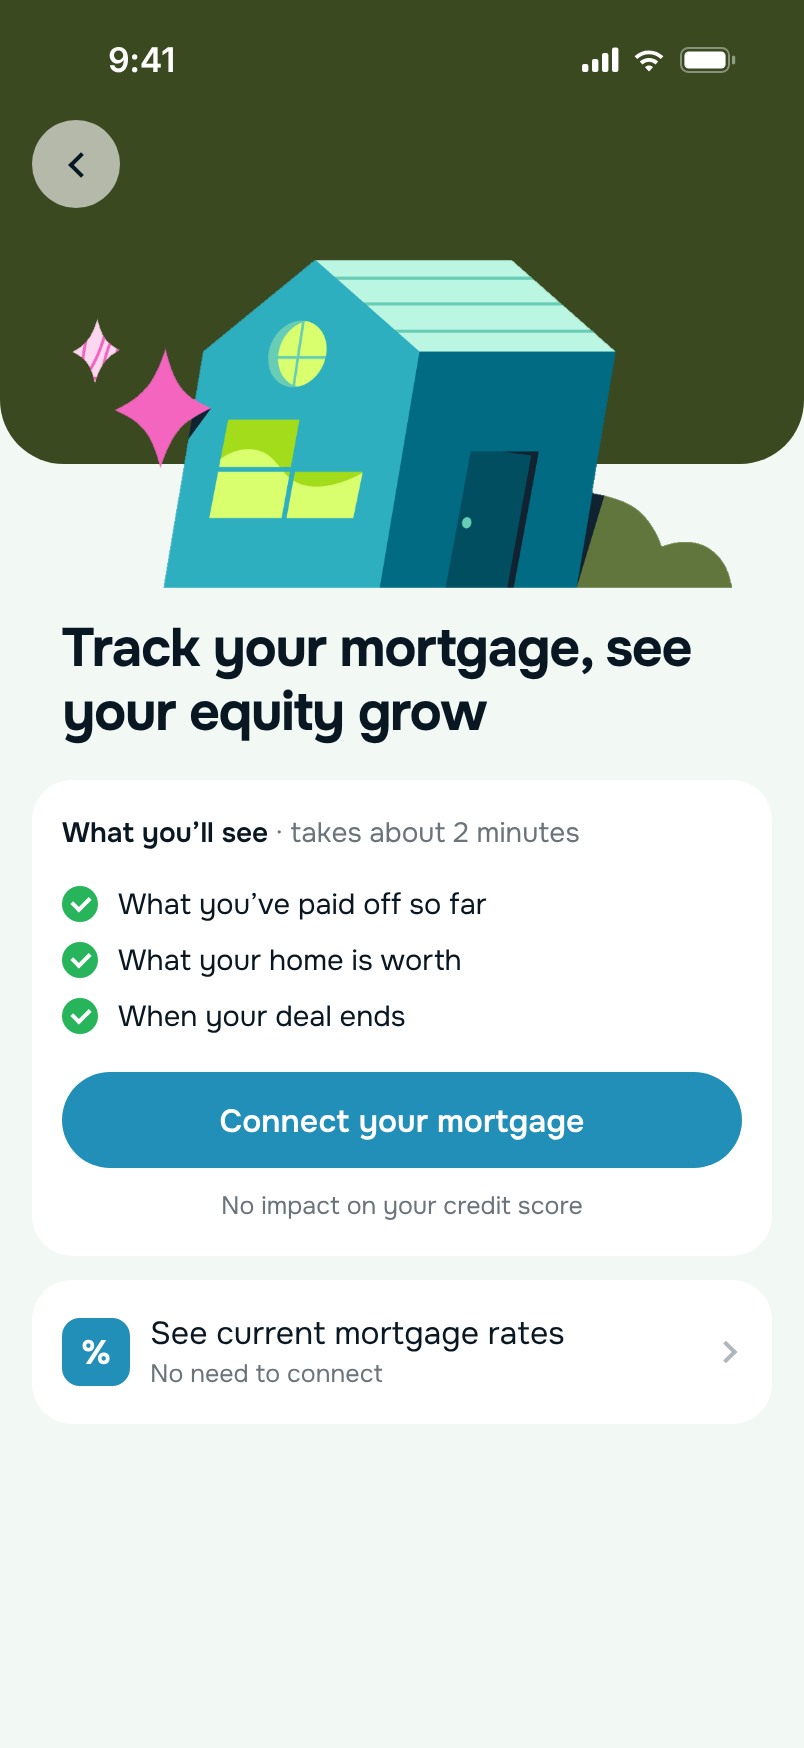 9:41
Track your mortgage, see
your equity grow
What you’ll see · takes about 2 minutes
What you’ve paid off so far
What your home is worth
When your deal ends
Connect your mortgage
No impact on your credit score
%
See current mortgage rates
No need to connect